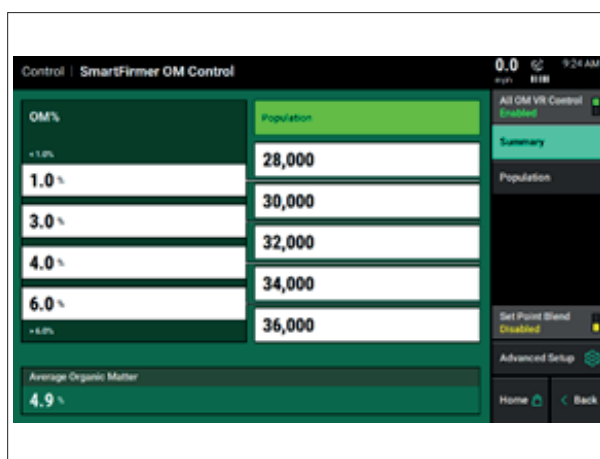 Control | SmartFirmer OM Control
0.0 mph
9:24 AM
OM%
< 1.0%
1.0 %
3.0 %
4.0 %
6.0 %
> 6.0%
Population
28,000
30,000
32,000
34,000
36,000
Average Organic Matter
4.9 %
All OM VR Control
Enabled
Summary
Population
Set Point Blend
Disabled
Advanced Setup
Home
< Back